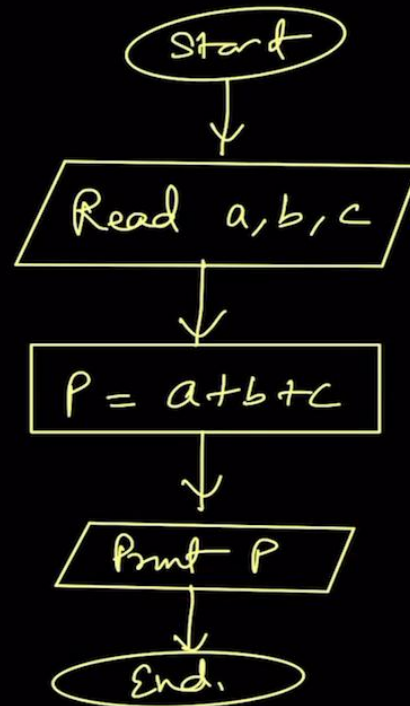 Start
Read a, b, c
P = a+b+c
Print P
End.